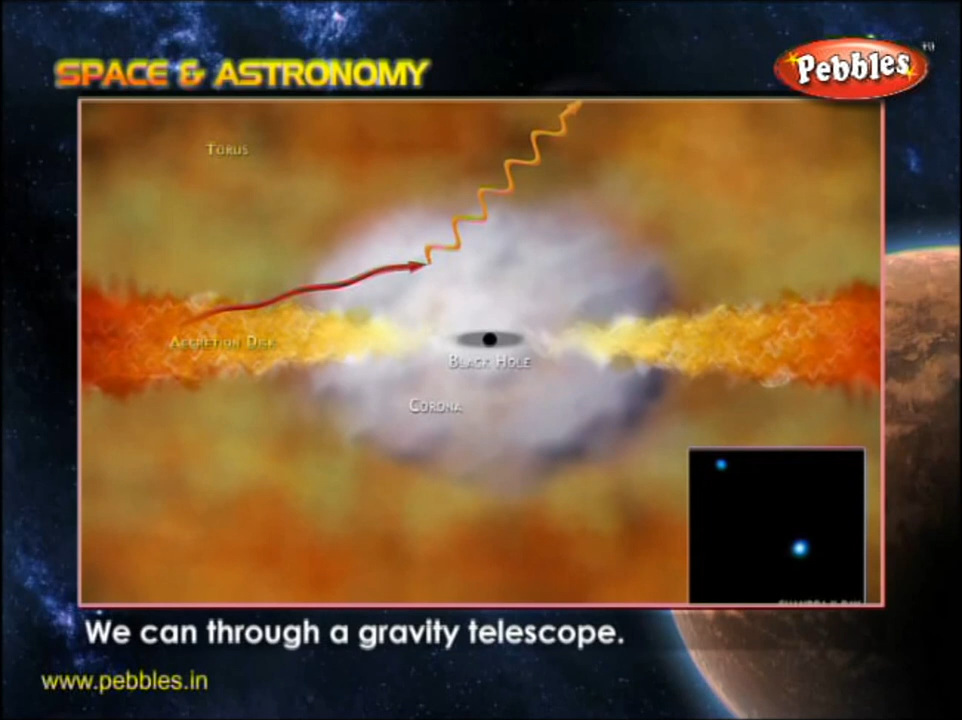 SPACE & ASTRONOMY
Pebbles
TORUS
ACCRETION DISK
BLACK HOLE
CORONA
We can through a gravity telescope.
www.pebbles.in